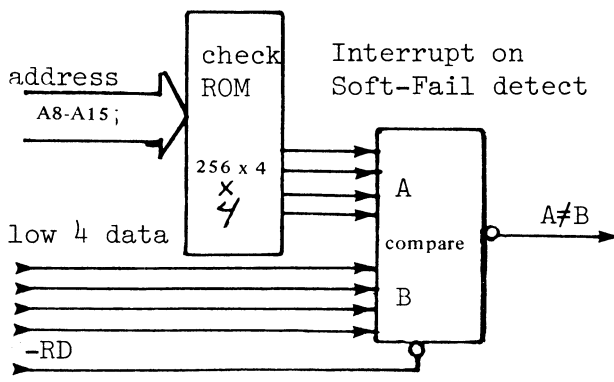 check
ROM
Interrupt on
Soft-Fail detect
address
A8-A15;
256 x 4
x
4
A
A≠B
low 4 data
compare
B
-RD